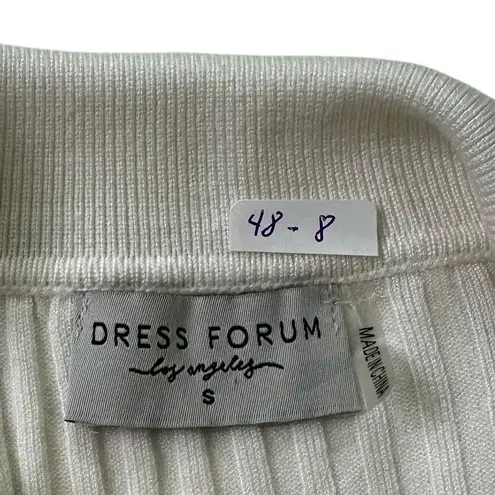 48 - 8
DRESS FORUM
los angeles
S
MADE IN CHINA